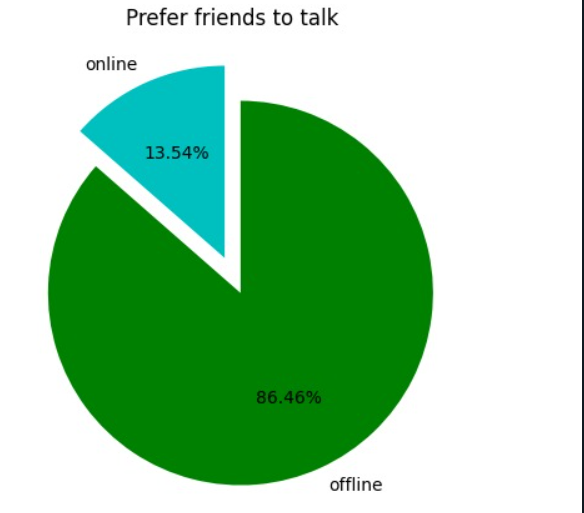 Prefer friends to talk
online
13.54%
86.46%
offline